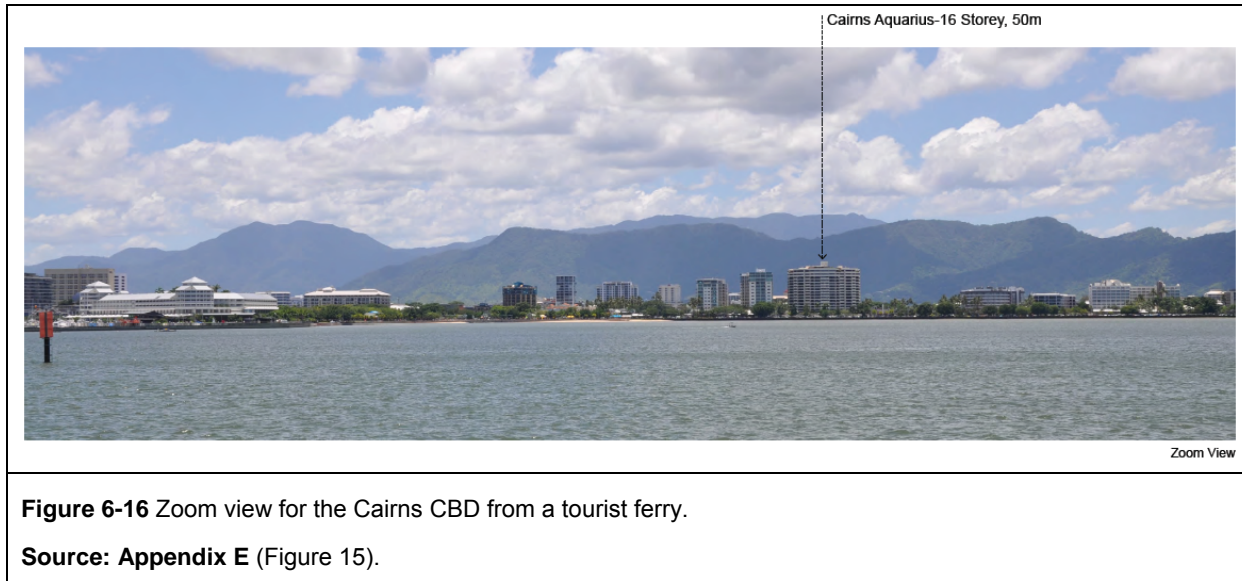 Cairns Aquarius-16 Storey, 50m
Zoom View
Figure 6-16 Zoom view for the Cairns CBD from a tourist ferry.
Source: Appendix E (Figure 15).